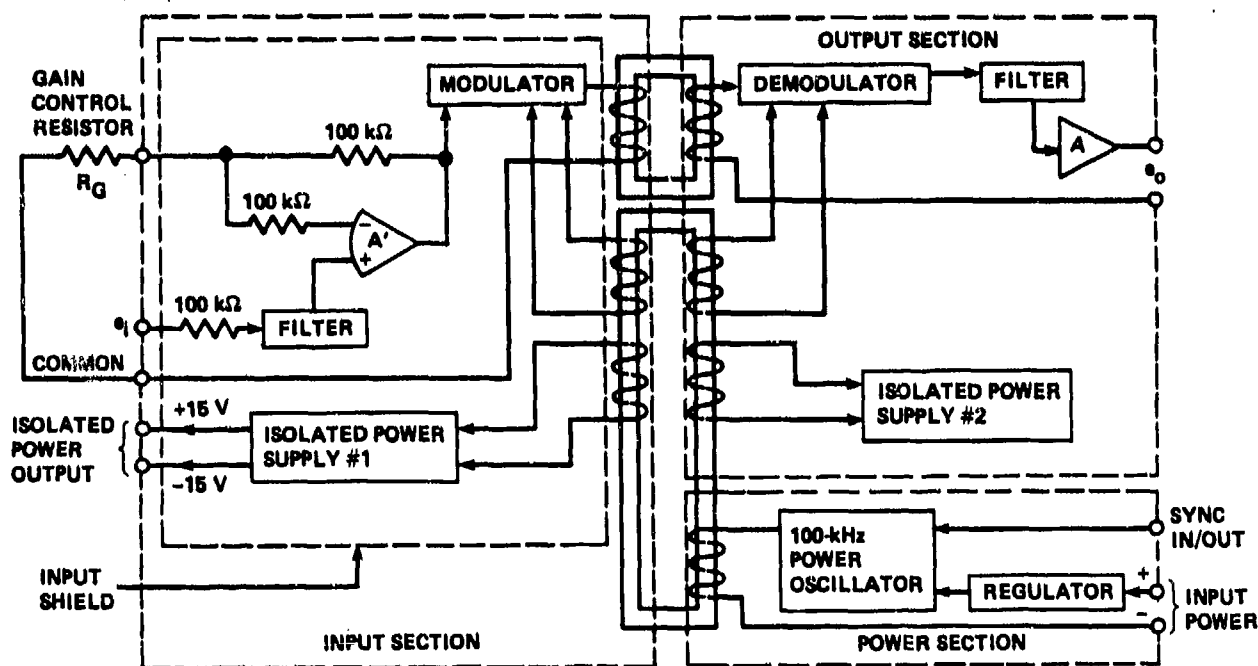 OUTPUT SECTION
GAIN
CONTROL
RESISTOR
MODULATOR
DEMODULATOR
FILTER
100 kΩ
R_G
100 kΩ
A'
−
+
A
e_o
100 kΩ
e_i
FILTER
COMMON
+15 V
ISOLATED
POWER
OUTPUT
ISOLATED POWER
SUPPLY #1
−15 V
ISOLATED POWER
SUPPLY #2
INPUT
SHIELD
100-kHz
POWER
OSCILLATOR
SYNC
IN/OUT
REGULATOR
+
−
INPUT
POWER
INPUT SECTION
POWER SECTION